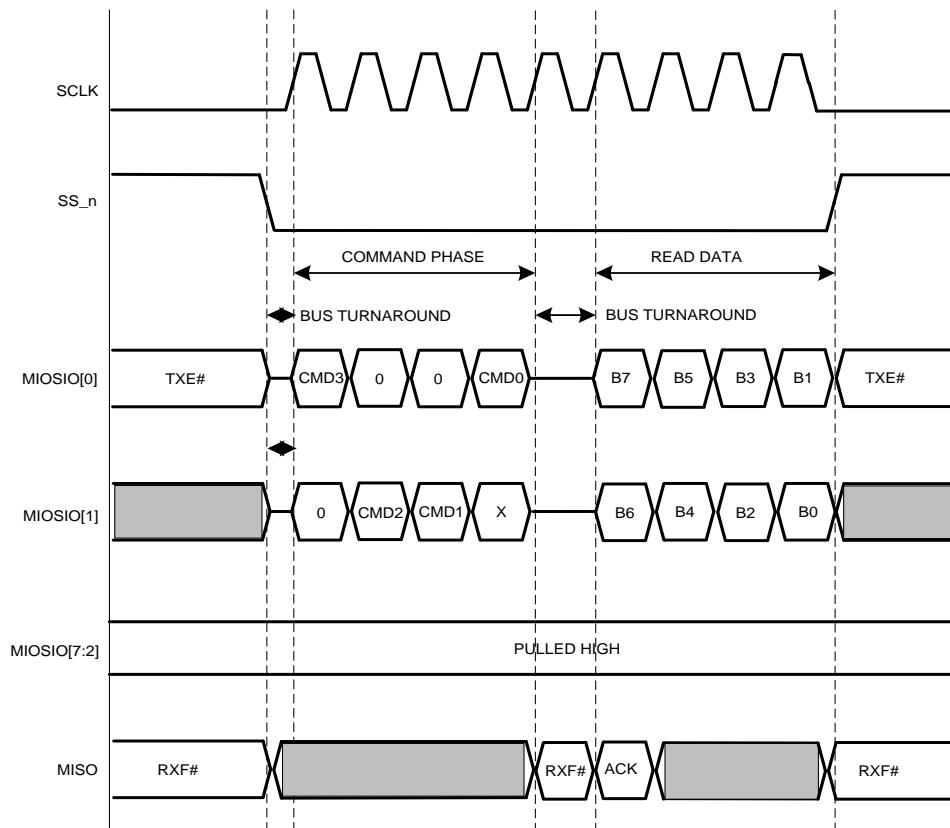 SCLK
SS_n
COMMAND PHASE READ DATA
BUS TURNAROUND BUS TURNAROUND
MIOSIO[0] TXE# CMD3 0 0 CMD0 B7 B5 B3 B1 TXE#
MIOSIO[1] 0 CMD2 CMD1 X B6 B4 B2 B0
MIOSIO[7:2] PULLED HIGH
MISO RXF# RXF# ACK RXF#